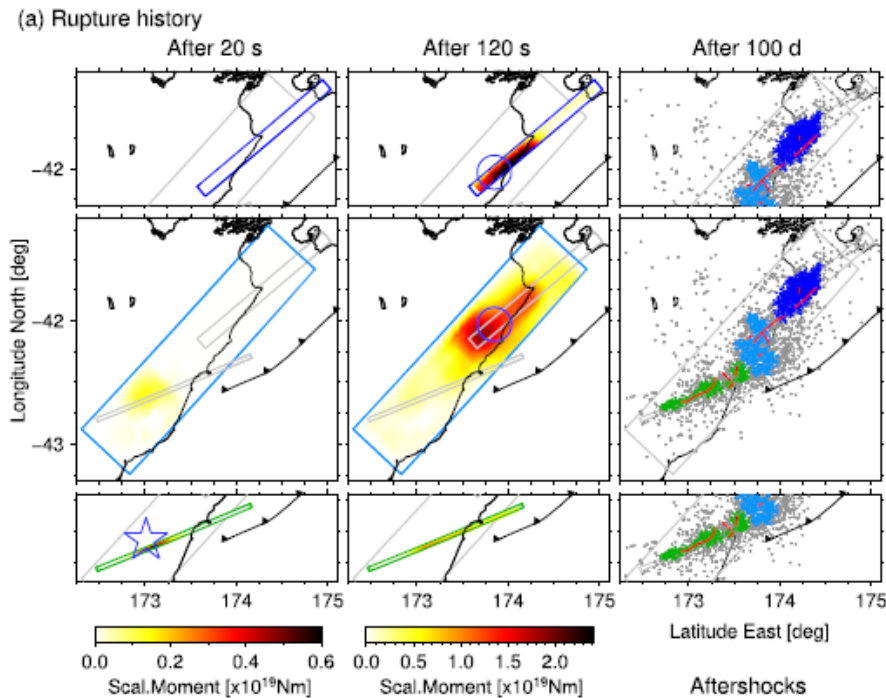 (a) Rupture history
After 20 s After 120 s After 100 d
-42
Longitude North [deg]
-42
-43
173 174 175 173 174 175 173 174 175
0.0 0.2 0.4 0.6 0.0 0.5 1.0 1.5 2.0 Latitude East [deg]
Scal.Moment [x10¹⁹Nm] Scal.Moment [x10¹⁹Nm] Aftershocks